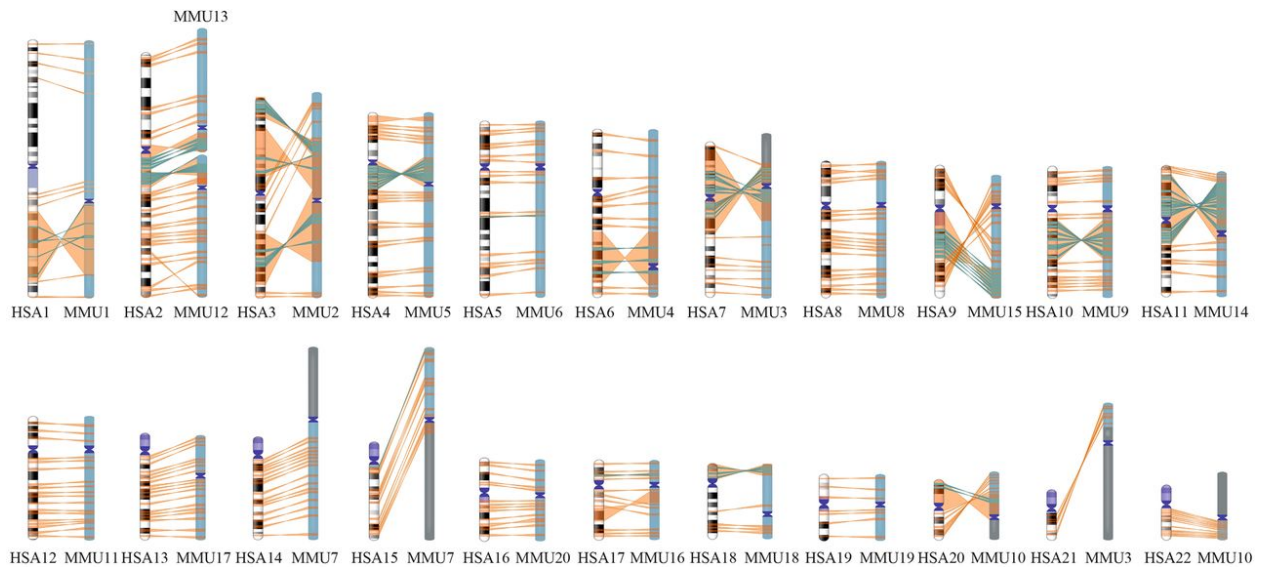 MMU13
HSA1 MMU1 HSA2 MMU12 HSA3 MMU2 HSA4 MMU5 HSA5 MMU6 HSA6 MMU4 HSA7 MMU3 HSA8 MMU8 HSA9 MMU15 HSA10 MMU9 HSA11 MMU14
HSA12 MMU11 HSA13 MMU17 HSA14 MMU7 HSA15 MMU7 HSA16 MMU20 HSA17 MMU16 HSA18 MMU18 HSA19 MMU19 HSA20 MMU10 HSA21 MMU3 HSA22 MMU10